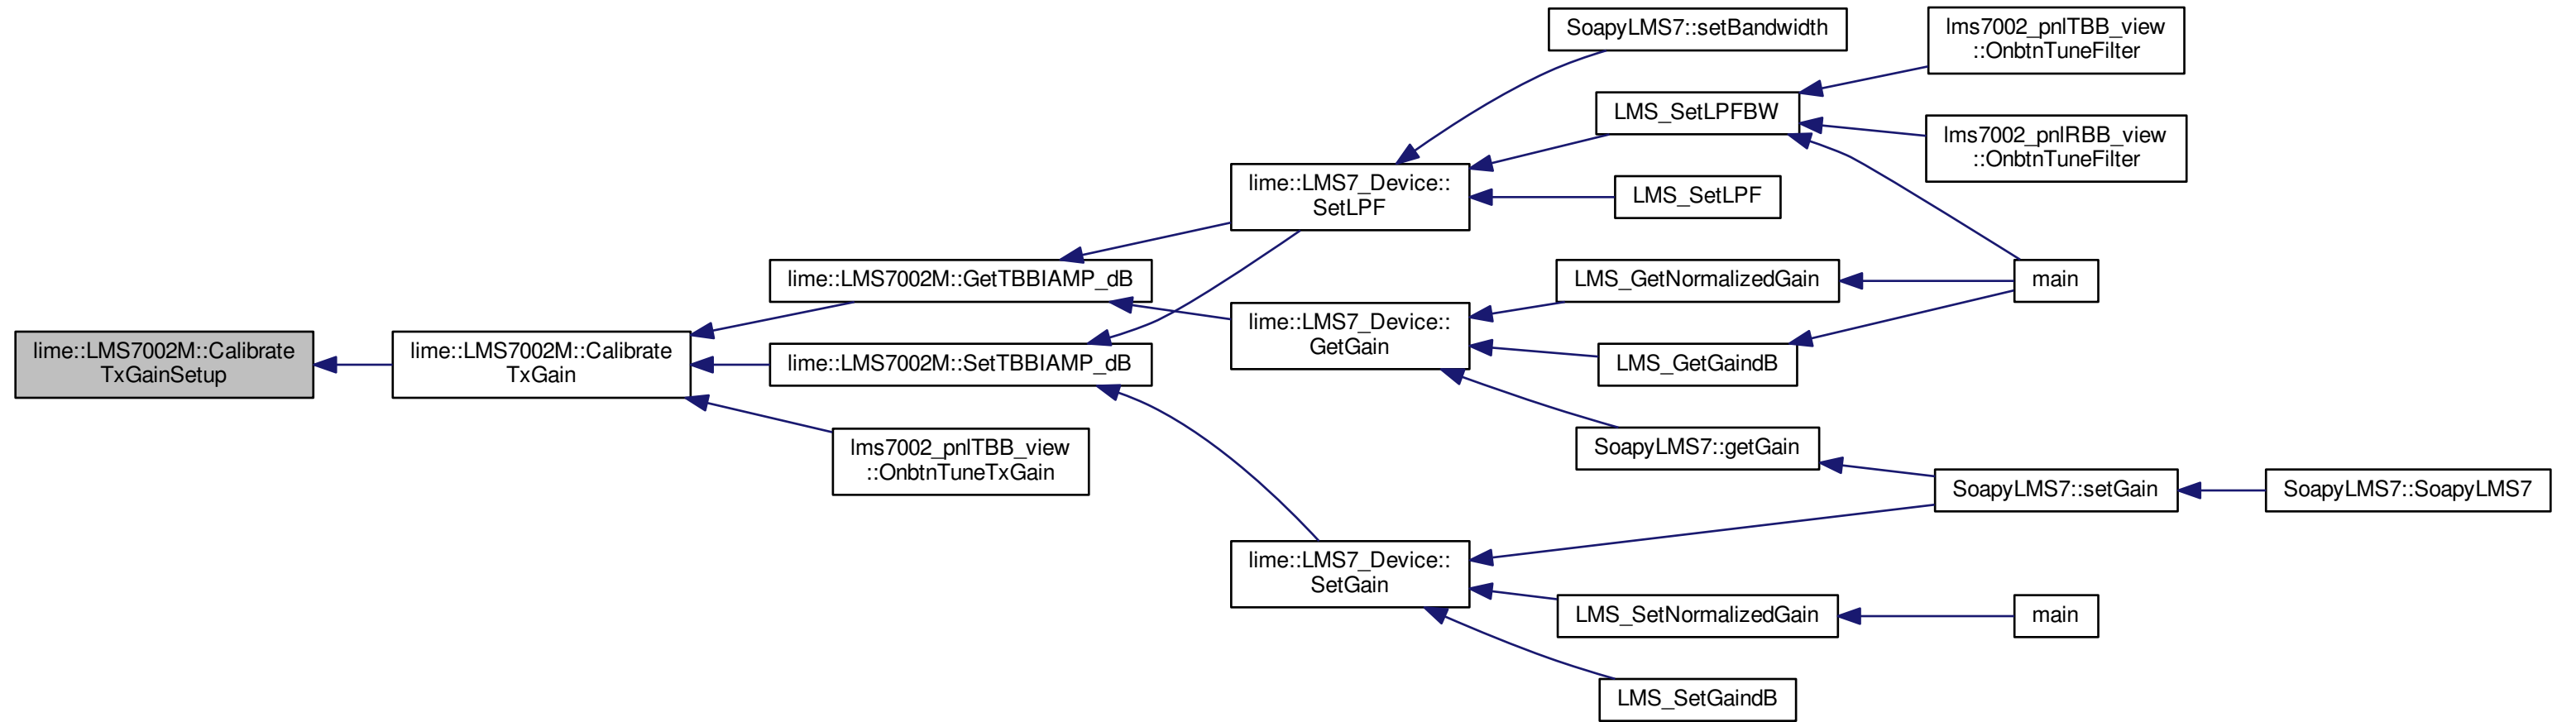 lime::LMS7002M::Calibrate
TxGainSetup
lime::LMS7002M::Calibrate
TxGain
lime::LMS7002M::GetTBBIAMP_dB
lime::LMS7002M::SetTBBIAMP_dB
lms7002_pnlTBB_view
::OnbtnTuneTxGain
lime::LMS7_Device::
SetLPF
lime::LMS7_Device::
GetGain
lime::LMS7_Device::
SetGain
SoapyLMS7::setBandwidth
LMS_SetLPFBW
LMS_SetLPF
LMS_GetNormalizedGain
LMS_GetGaindB
SoapyLMS7::getGain
LMS_SetNormalizedGain
LMS_SetGaindB
lms7002_pnlTBB_view
::OnbtnTuneFilter
lms7002_pnlRBB_view
::OnbtnTuneFilter
main
SoapyLMS7::setGain
main
SoapyLMS7::SoapyLMS7